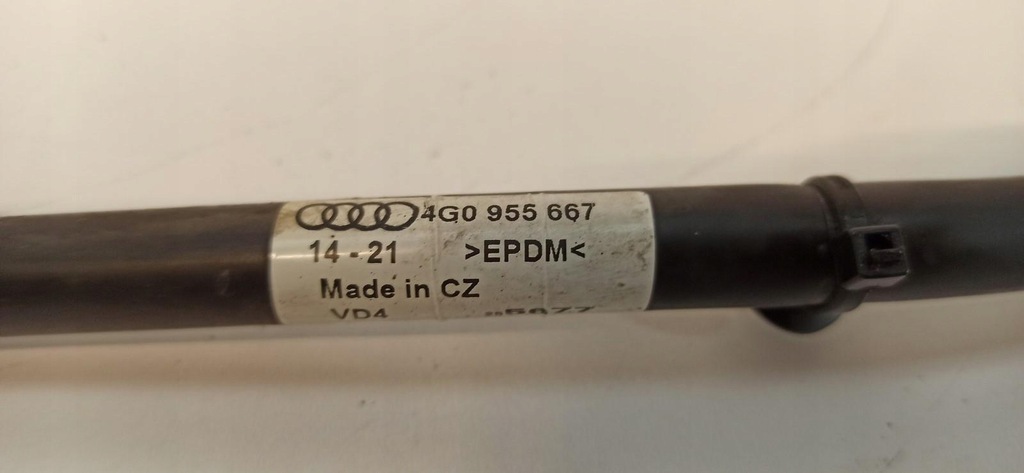 4G0 955 667
14-21 >EPDM<
Made in CZ
VD4